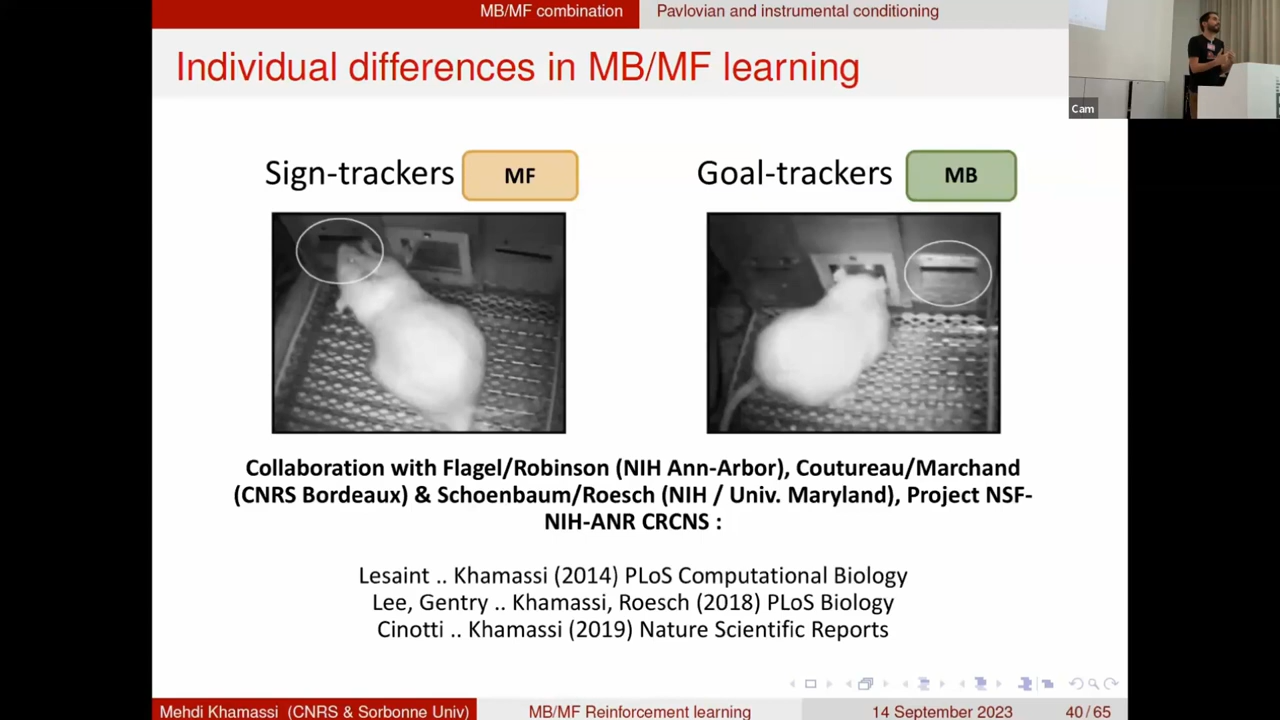 MB/MF combination
Pavlovian and instrumental conditioning
Individual differences in MB/MF learning
Cam
Sign-trackers
MF
Goal-trackers
MB
Collaboration with Flagel/Robinson (NIH Ann-Arbor), Coutureau/Marchand
(CNRS Bordeaux) & Schoenbaum/Roesch (NIH / Univ. Maryland), Project NSF-
NIH-ANR CRCNS :
Lesaint .. Khamassi (2014) PLoS Computational Biology
Lee, Gentry .. Khamassi, Roesch (2018) PLoS Biology
Cinotti .. Khamassi (2019) Nature Scientific Reports
Mehdi Khamassi (CNRS & Sorbonne Univ)
MB/MF Reinforcement learning
14 September 2023
40/65